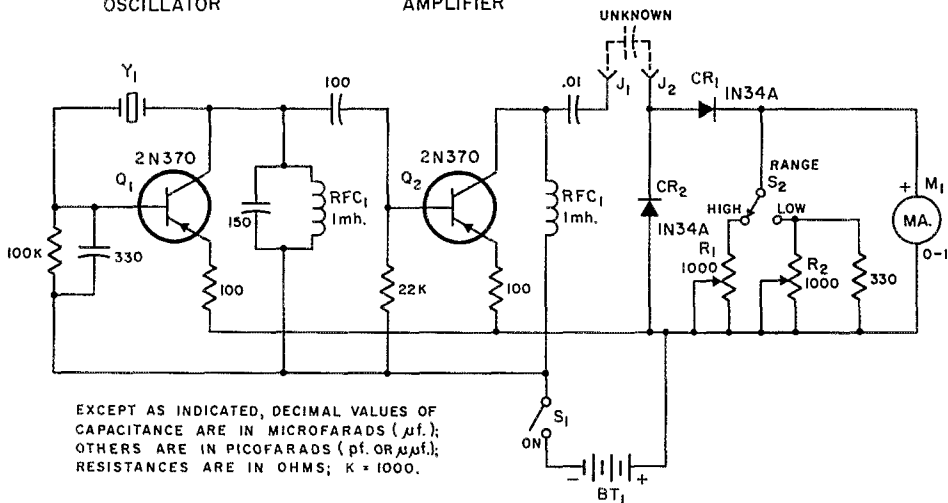 OSCILLATOR
AMPLIFIER
UNKNOWN
Y1
100
.01
J1
J2
CR1
1N34A
2N370
Q1
2N370
Q2
150
RFC1
1mh.
RFC1
1mh.
CR2
1N34A
RANGE
S2
HIGH
LOW
+ M1
MA.
0-1
100K
330
100
22K
100
R1
1000
R2
1000
330
S1
ON
- +
BT1
EXCEPT AS INDICATED, DECIMAL VALUES OF
CAPACITANCE ARE IN MICROFARADS (µf.);
OTHERS ARE IN PICOFARADS (pf. OR µµf.);
RESISTANCES ARE IN OHMS; K = 1000.